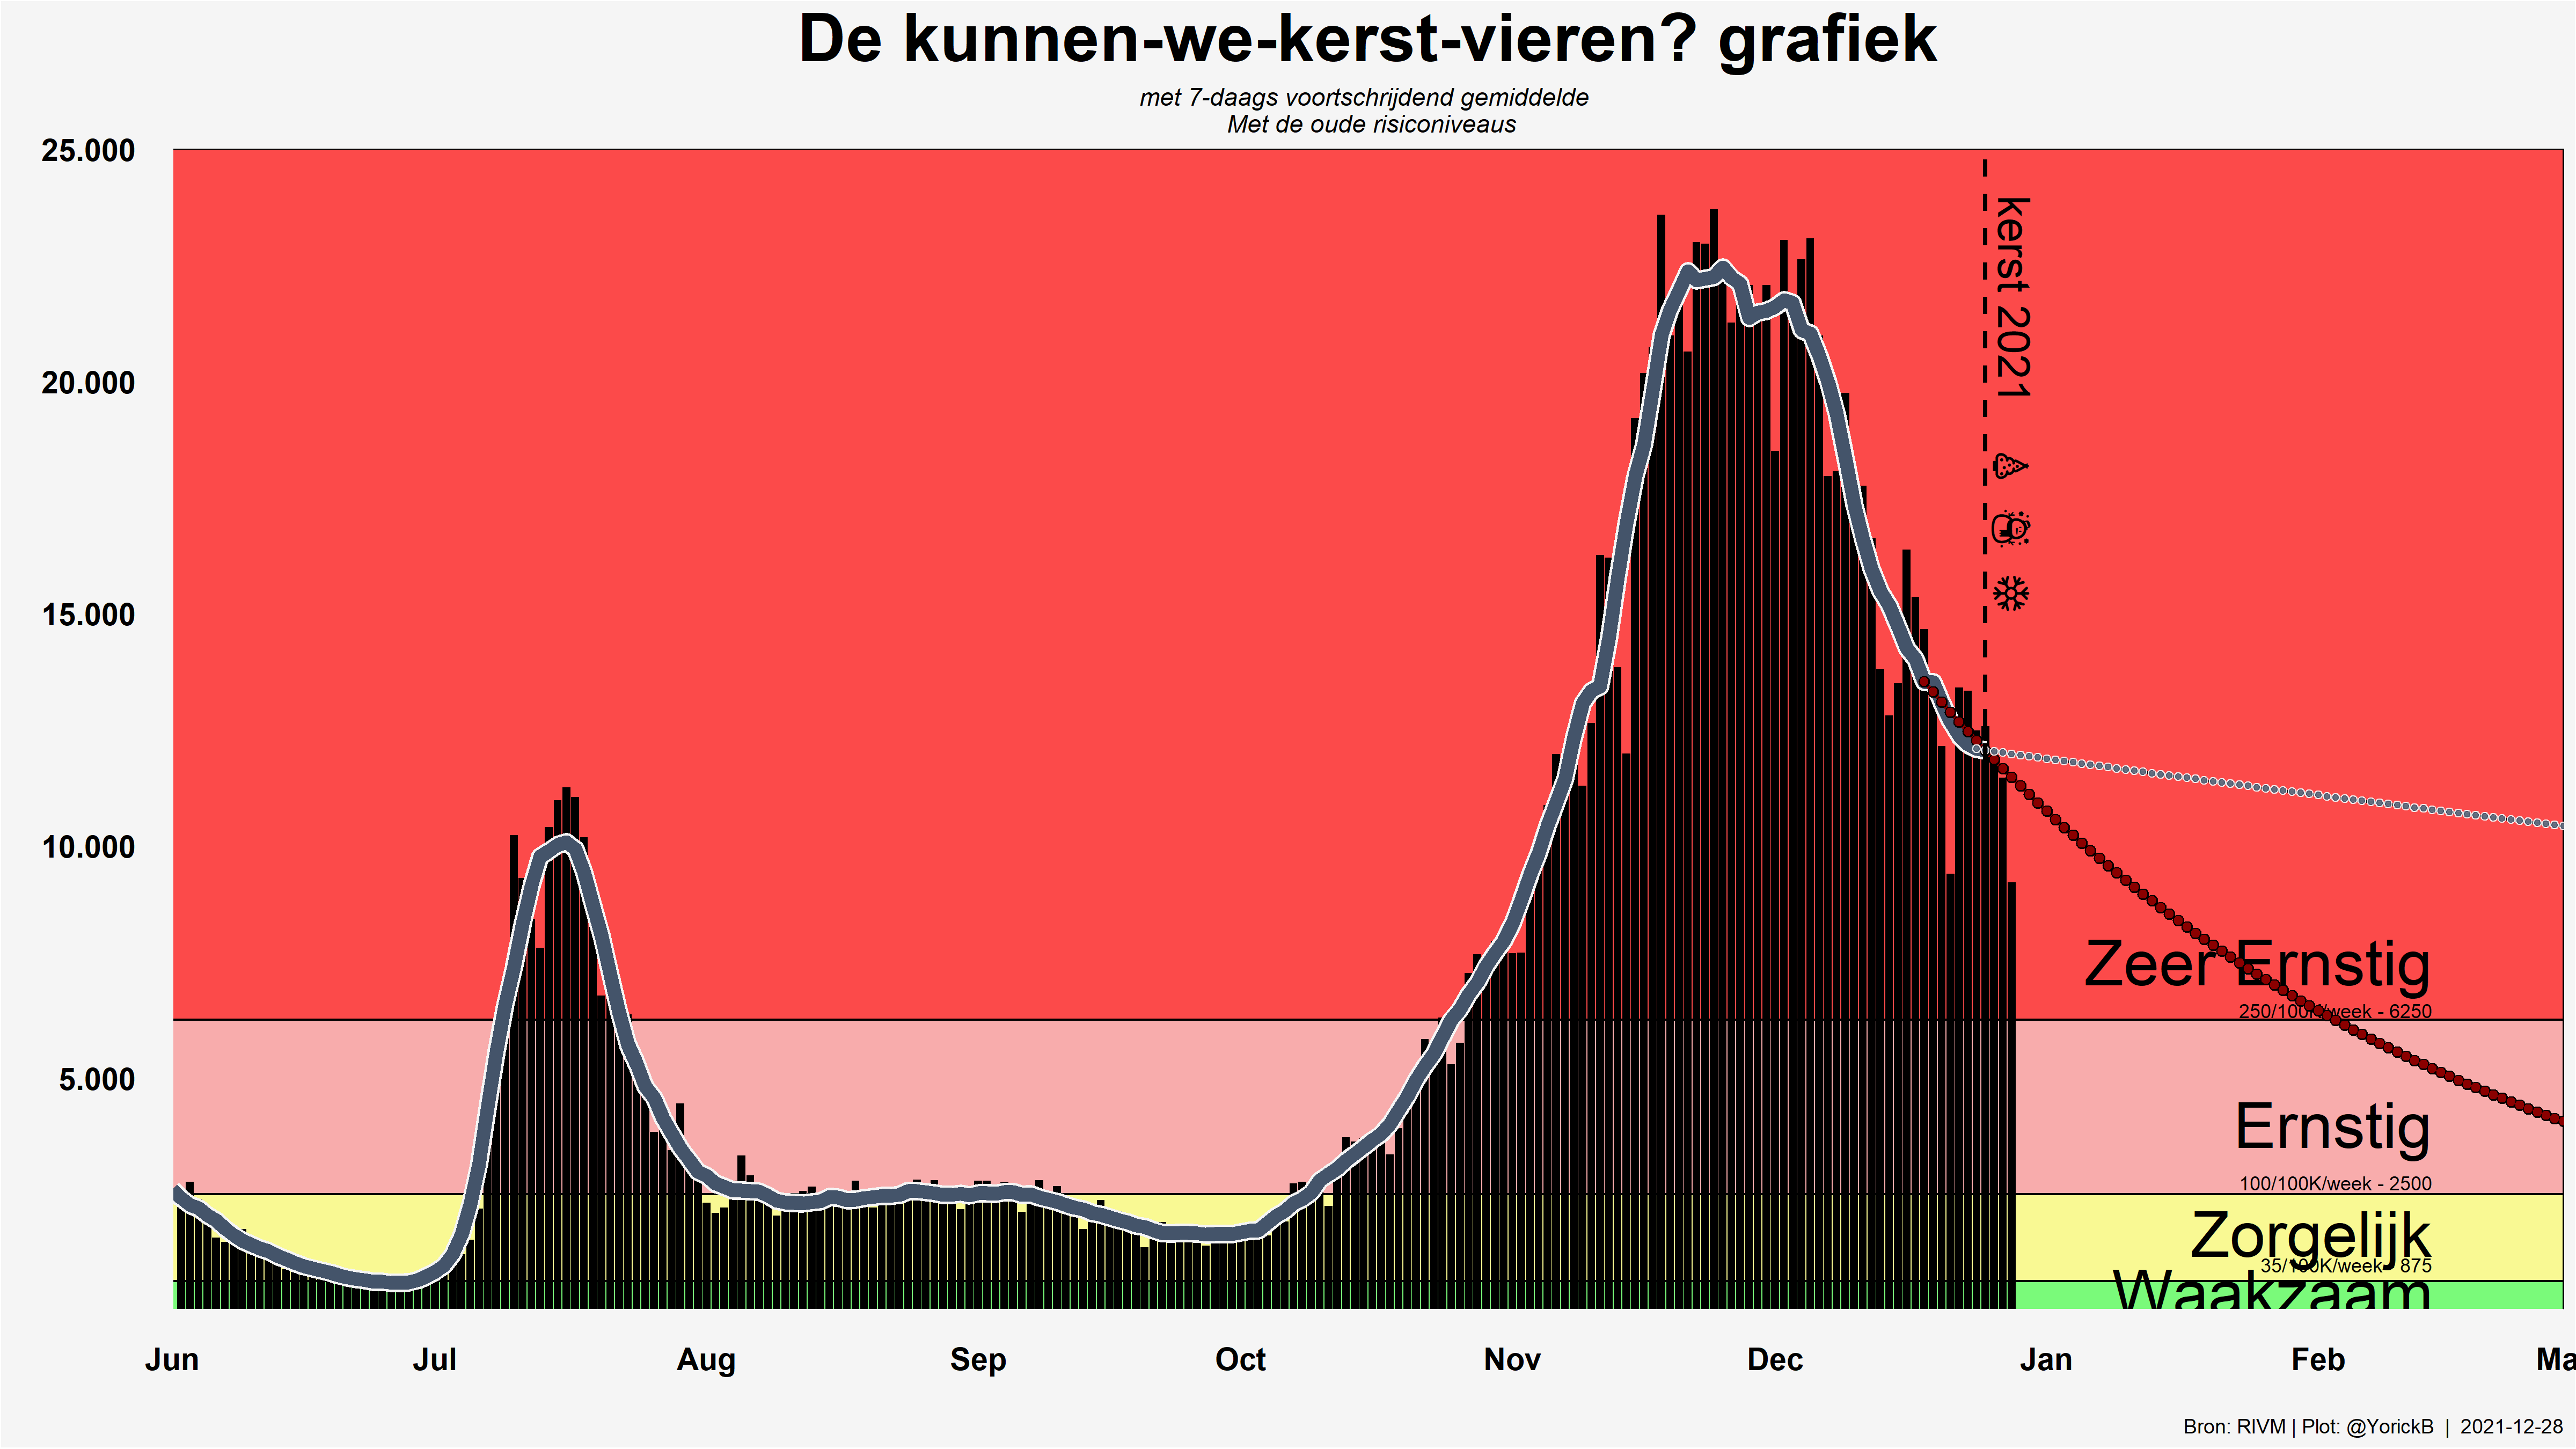 De kunnen-we-kerst-vieren? grafiek
met 7-daags voortschrijdend gemiddelde
Met de oude risiconiveaus
25.000
20.000
15.000
10.000
5.000
kerst 2021
Zeer Ernstig
250/100K/week - 6250
Ernstig
100/100K/week - 2500
Zorgelijk
35/100K/week - 875
Waakzaam
Jun Jul Aug Sep Oct Nov Dec Jan Feb Ma
Bron: RIVM | Plot: @YorickB | 2021-12-28